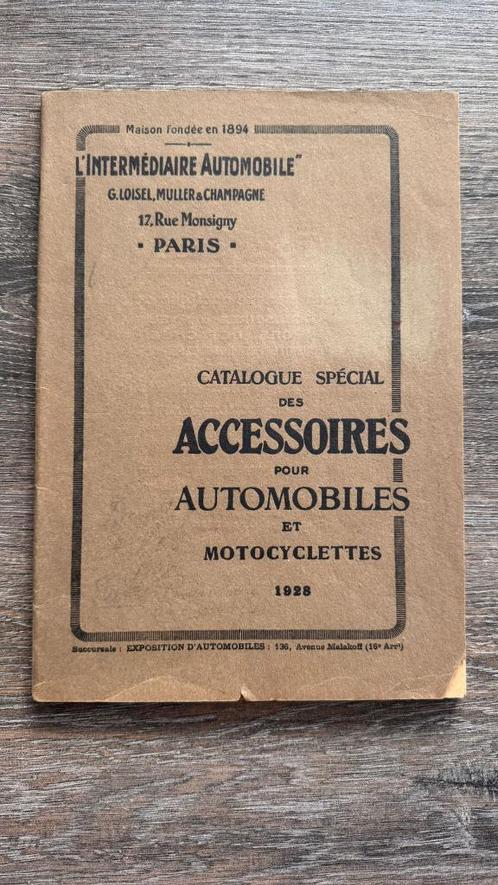 Maison fondée en 1894
L'INTERMÉDIAIRE AUTOMOBILE"
G. LOISEL, MULLER & CHAMPAGNE
17, Rue Monsigny
▪ PARIS ▪
CATALOGUE SPÉCIAL
DES
ACCESSOIRES
POUR
AUTOMOBILES
ET
MOTOCYCLETTES
1928
Succursale : EXPOSITION D'AUTOMOBILES : 136, Avenue Malakoff (16e Arrt)